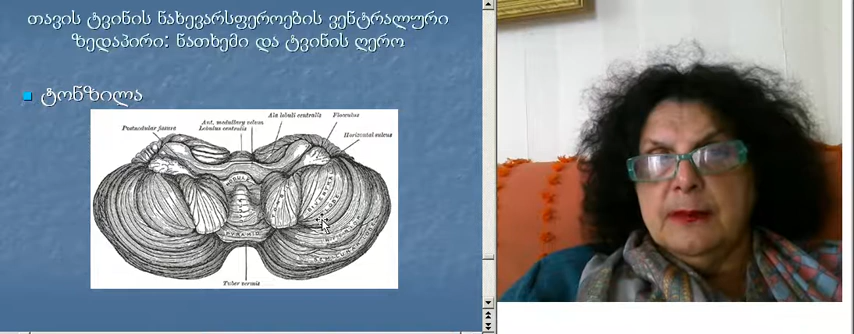 თავის ტვინის ნახევარსფეროების ვენტრალური
ზედაპირი: ნათხემი და ტვინის ღერო
ტონზილა
Ala lobuli centralis
Flocculus
Ant. medullary velum
Lobulus centralis
Postnodular fissure
Horizontal sulcus
Tuber vermis